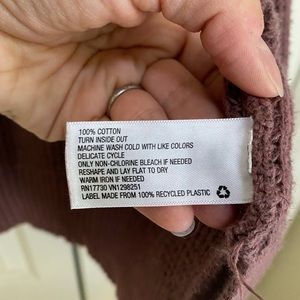 100% COTTON
TURN INSIDE OUT
MACHINE WASH COLD WITH LIKE COLORS
DELICATE CYCLE
ONLY NON-CHLORINE BLEACH IF NEEDED
RESHAPE AND LAY FLAT TO DRY
WARM IRON IF NEEDED
RN17730 VN1298251
LABEL MADE FROM 100% RECYCLED PLASTIC